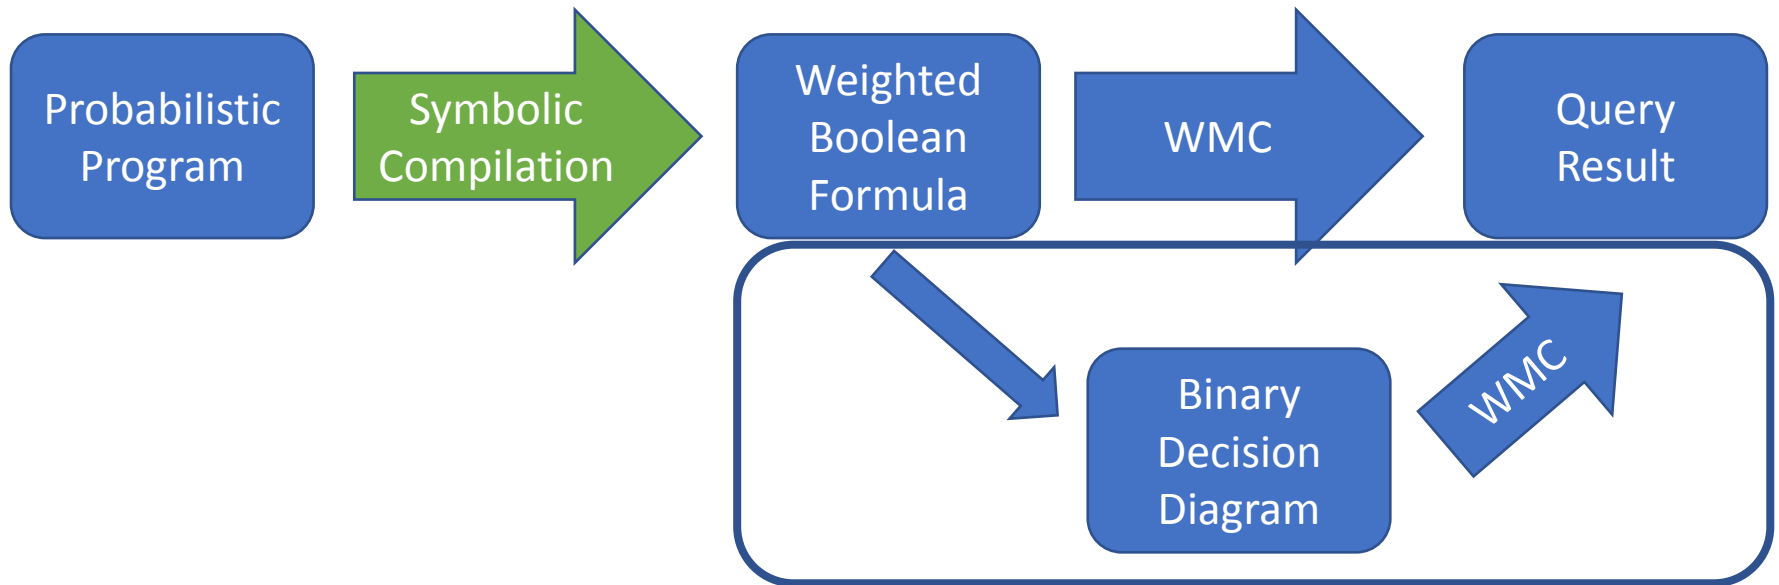 Probabilistic
Program
Symbolic
Compilation
Weighted
Boolean
Formula
WMC
Query
Result
Binary
Decision
Diagram
WMC